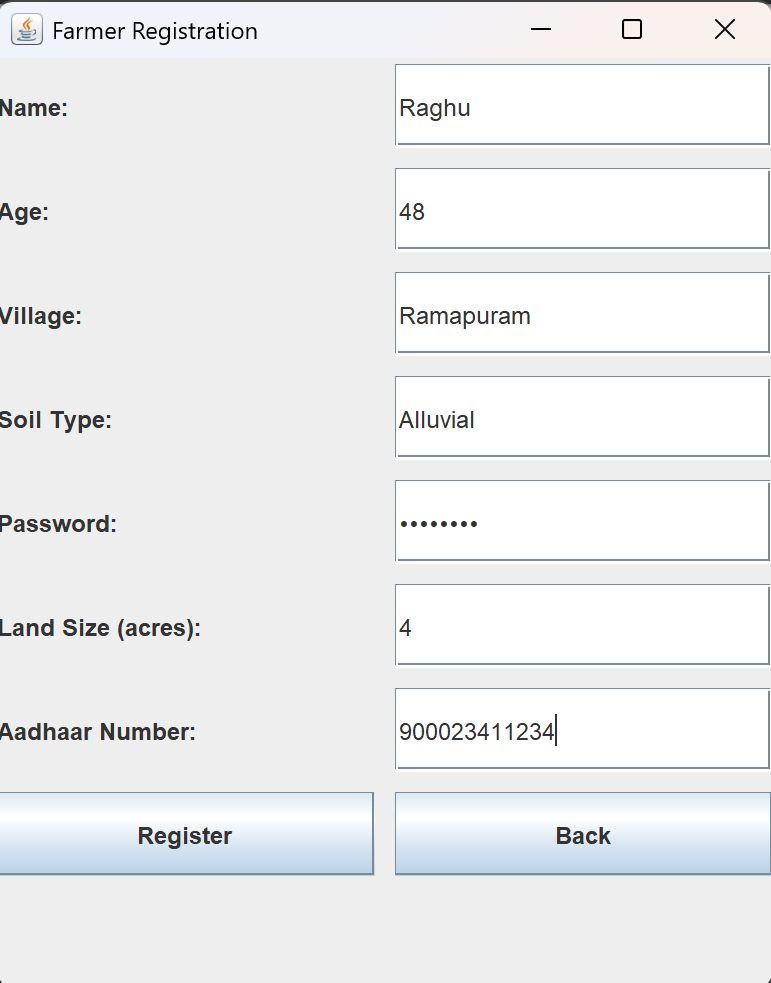 Farmer Registration
Name: Raghu
Age: 48
Village: Ramapuram
Soil Type: Alluvial
Password: ••••••••
Land Size (acres): 4
Aadhaar Number: 900023411234
Register Back